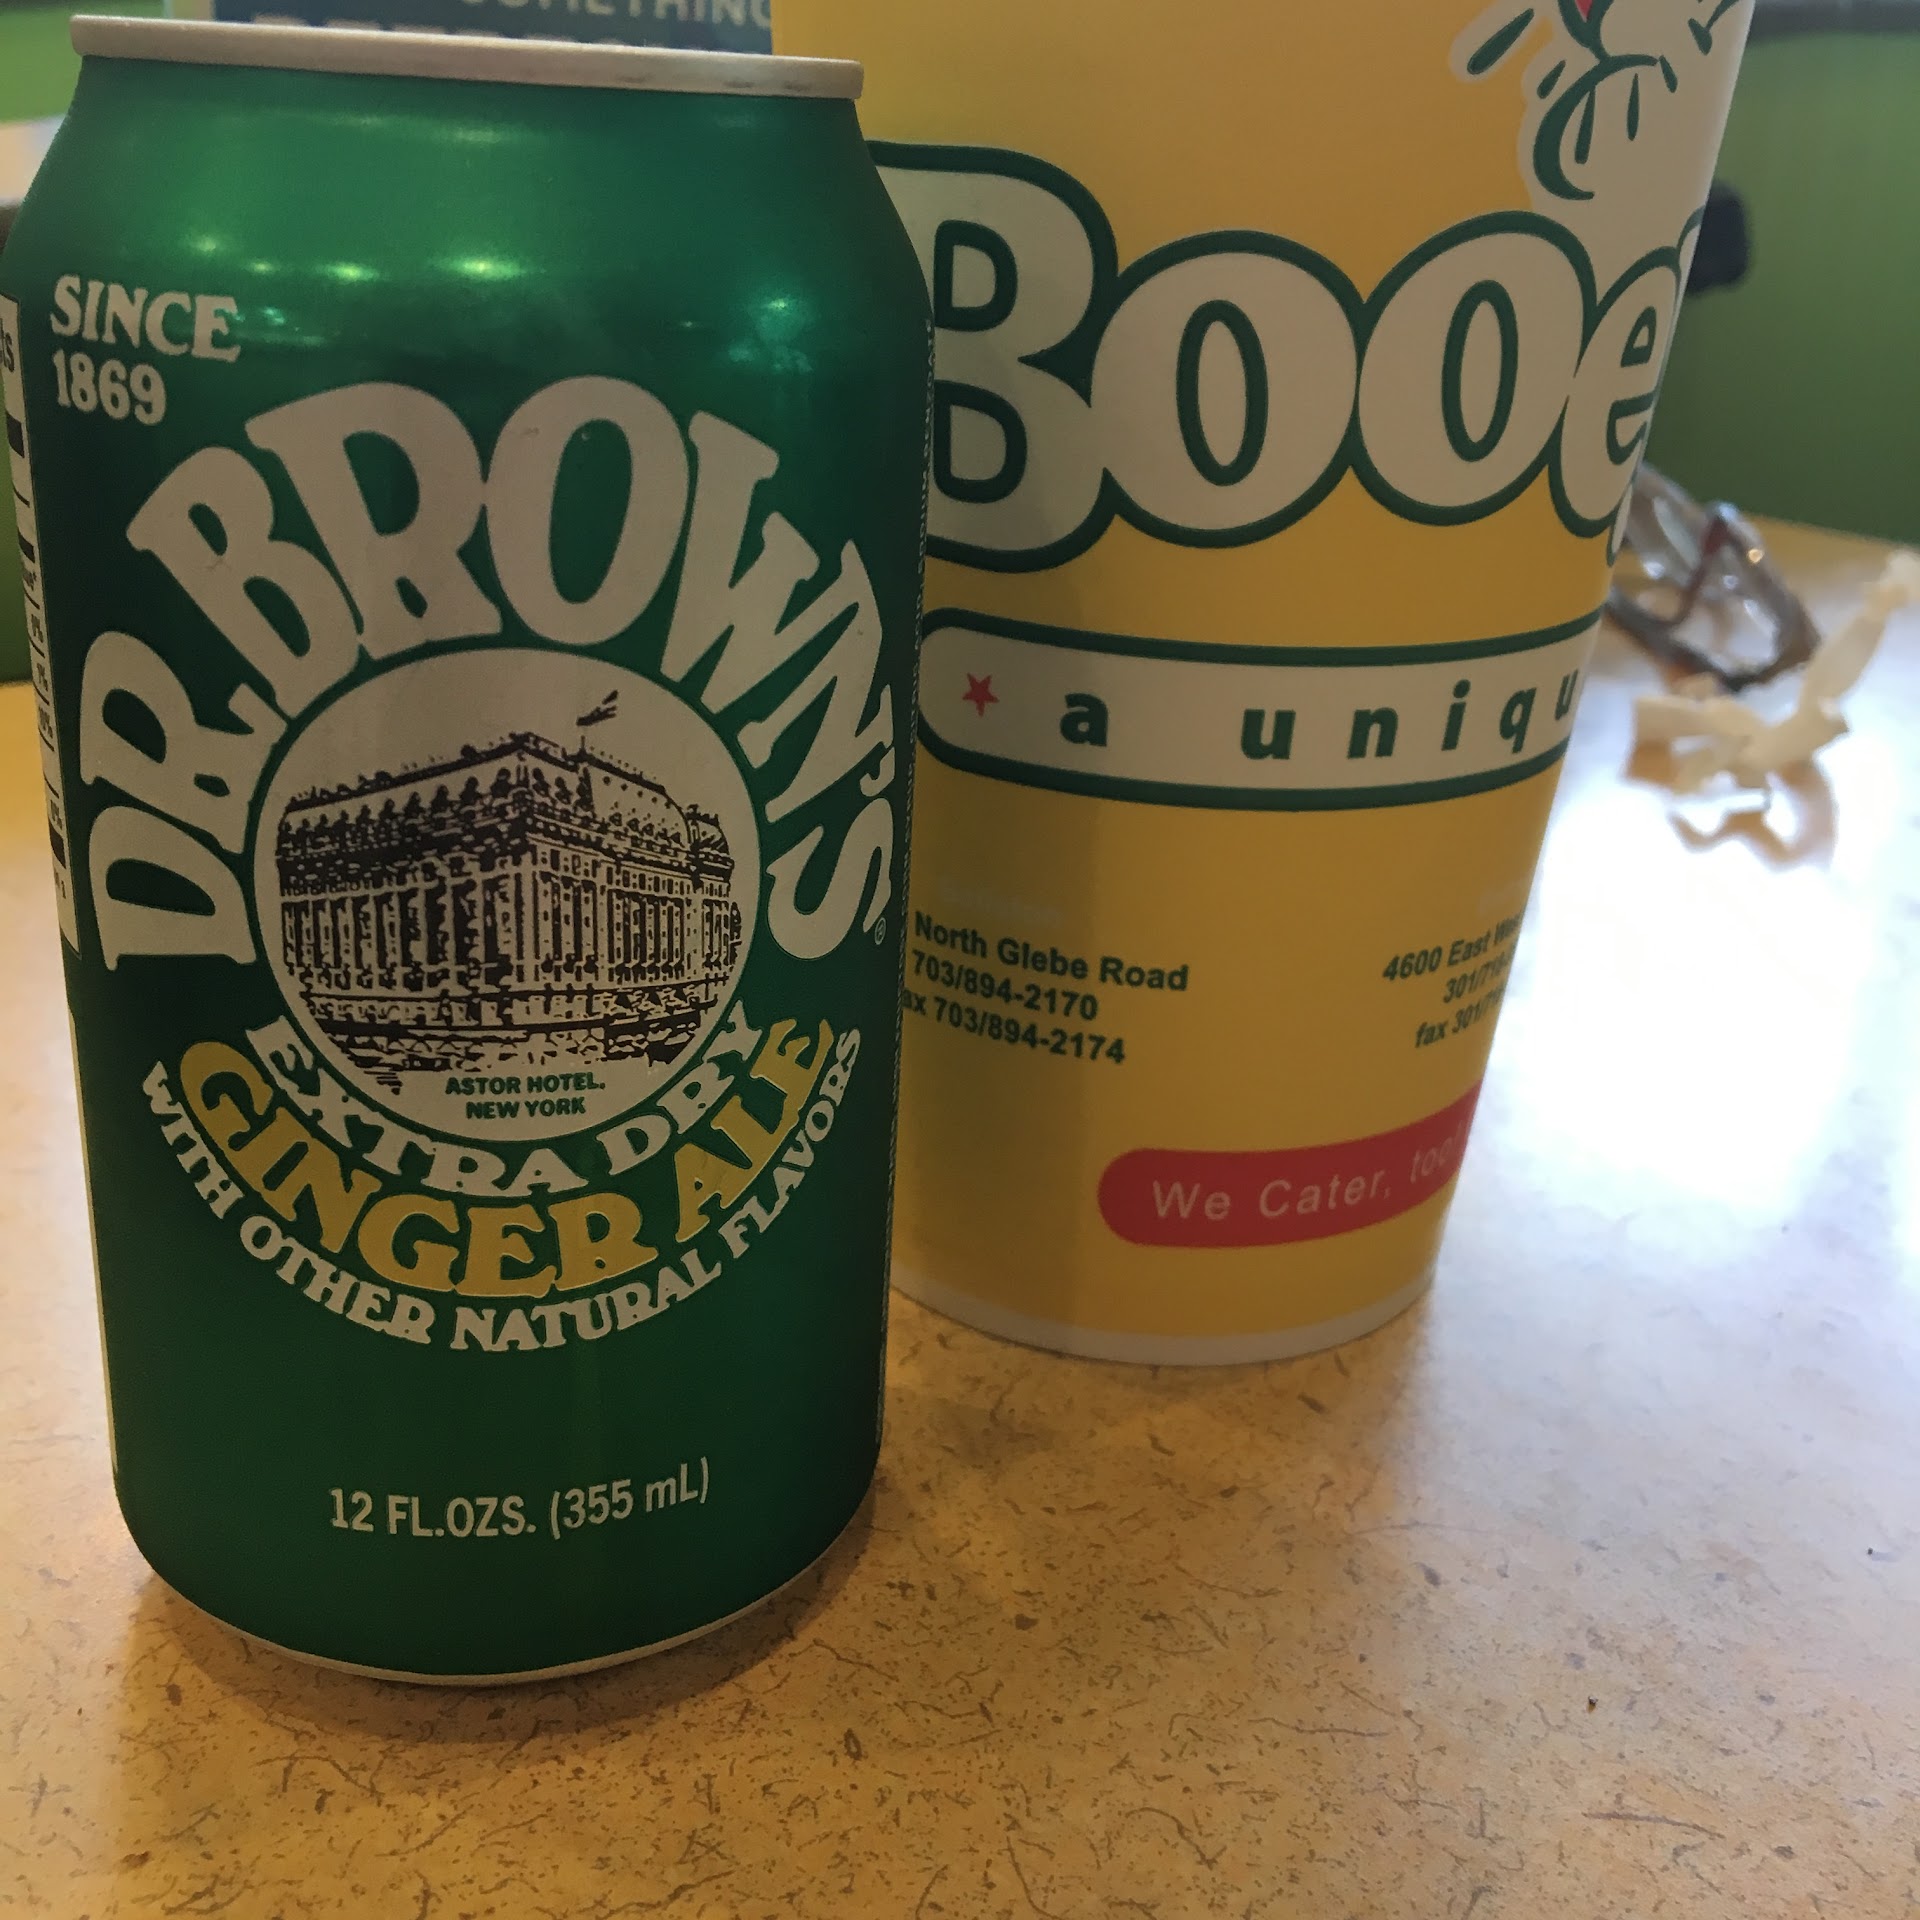 SOMETHING
SINCE
1869
DR. BROWN'S®
ASTOR HOTEL,
NEW YORK
EXTRA DRY
GINGER ALE
WITH OTHER NATURAL FLAVORS
12 FL.OZS. (355 mL)
Booe
a uniqu
North Glebe Road
703/894-2170
ax 703/894-2174
4600 East
301/
fax 301/
We Cater, too!